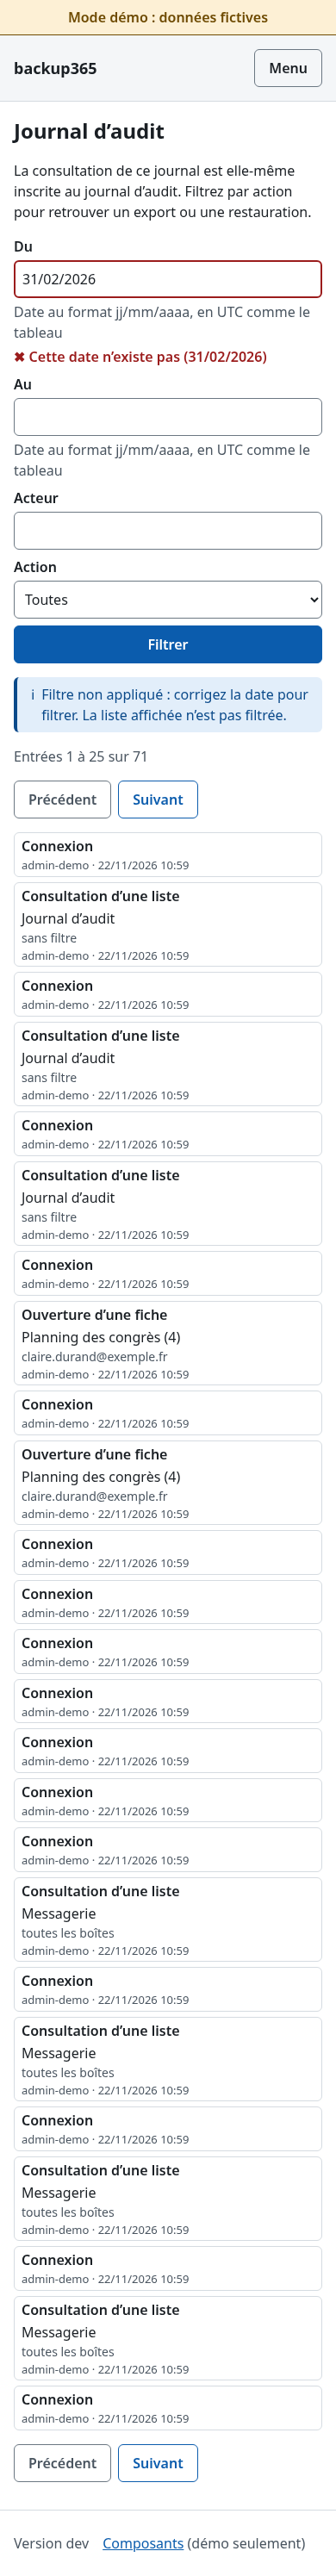 Mode démo : données fictives
backup365
Menu
Journal d’audit
La consultation de ce journal est elle-même
inscrite au journal d’audit. Filtrez par action
pour retrouver un export ou une restauration.
Du
31/02/2026
Date au format jj/mm/aaaa, en UTC comme le
tableau
✖ Cette date n’existe pas (31/02/2026)
Au
Date au format jj/mm/aaaa, en UTC comme le
tableau
Acteur
Action
Toutes
Filtrer
i Filtre non appliqué : corrigez la date pour
filtrer. La liste affichée n’est pas filtrée.
Entrées 1 à 25 sur 71
Précédent
Suivant
Connexion
admin-demo · 22/11/2026 10:59
Consultation d’une liste
Journal d’audit
sans filtre
admin-demo · 22/11/2026 10:59
Connexion
admin-demo · 22/11/2026 10:59
Consultation d’une liste
Journal d’audit
sans filtre
admin-demo · 22/11/2026 10:59
Connexion
admin-demo · 22/11/2026 10:59
Consultation d’une liste
Journal d’audit
sans filtre
admin-demo · 22/11/2026 10:59
Connexion
admin-demo · 22/11/2026 10:59
Ouverture d’une fiche
Planning des congrès (4)
claire.durand@exemple.fr
admin-demo · 22/11/2026 10:59
Connexion
admin-demo · 22/11/2026 10:59
Ouverture d’une fiche
Planning des congrès (4)
claire.durand@exemple.fr
admin-demo · 22/11/2026 10:59
Connexion
admin-demo · 22/11/2026 10:59
Connexion
admin-demo · 22/11/2026 10:59
Connexion
admin-demo · 22/11/2026 10:59
Connexion
admin-demo · 22/11/2026 10:59
Connexion
admin-demo · 22/11/2026 10:59
Connexion
admin-demo · 22/11/2026 10:59
Connexion
admin-demo · 22/11/2026 10:59
Consultation d’une liste
Messagerie
toutes les boîtes
admin-demo · 22/11/2026 10:59
Connexion
admin-demo · 22/11/2026 10:59
Consultation d’une liste
Messagerie
toutes les boîtes
admin-demo · 22/11/2026 10:59
Connexion
admin-demo · 22/11/2026 10:59
Consultation d’une liste
Messagerie
toutes les boîtes
admin-demo · 22/11/2026 10:59
Connexion
admin-demo · 22/11/2026 10:59
Consultation d’une liste
Messagerie
toutes les boîtes
admin-demo · 22/11/2026 10:59
Connexion
admin-demo · 22/11/2026 10:59
Précédent
Suivant
Version dev Composants (démo seulement)